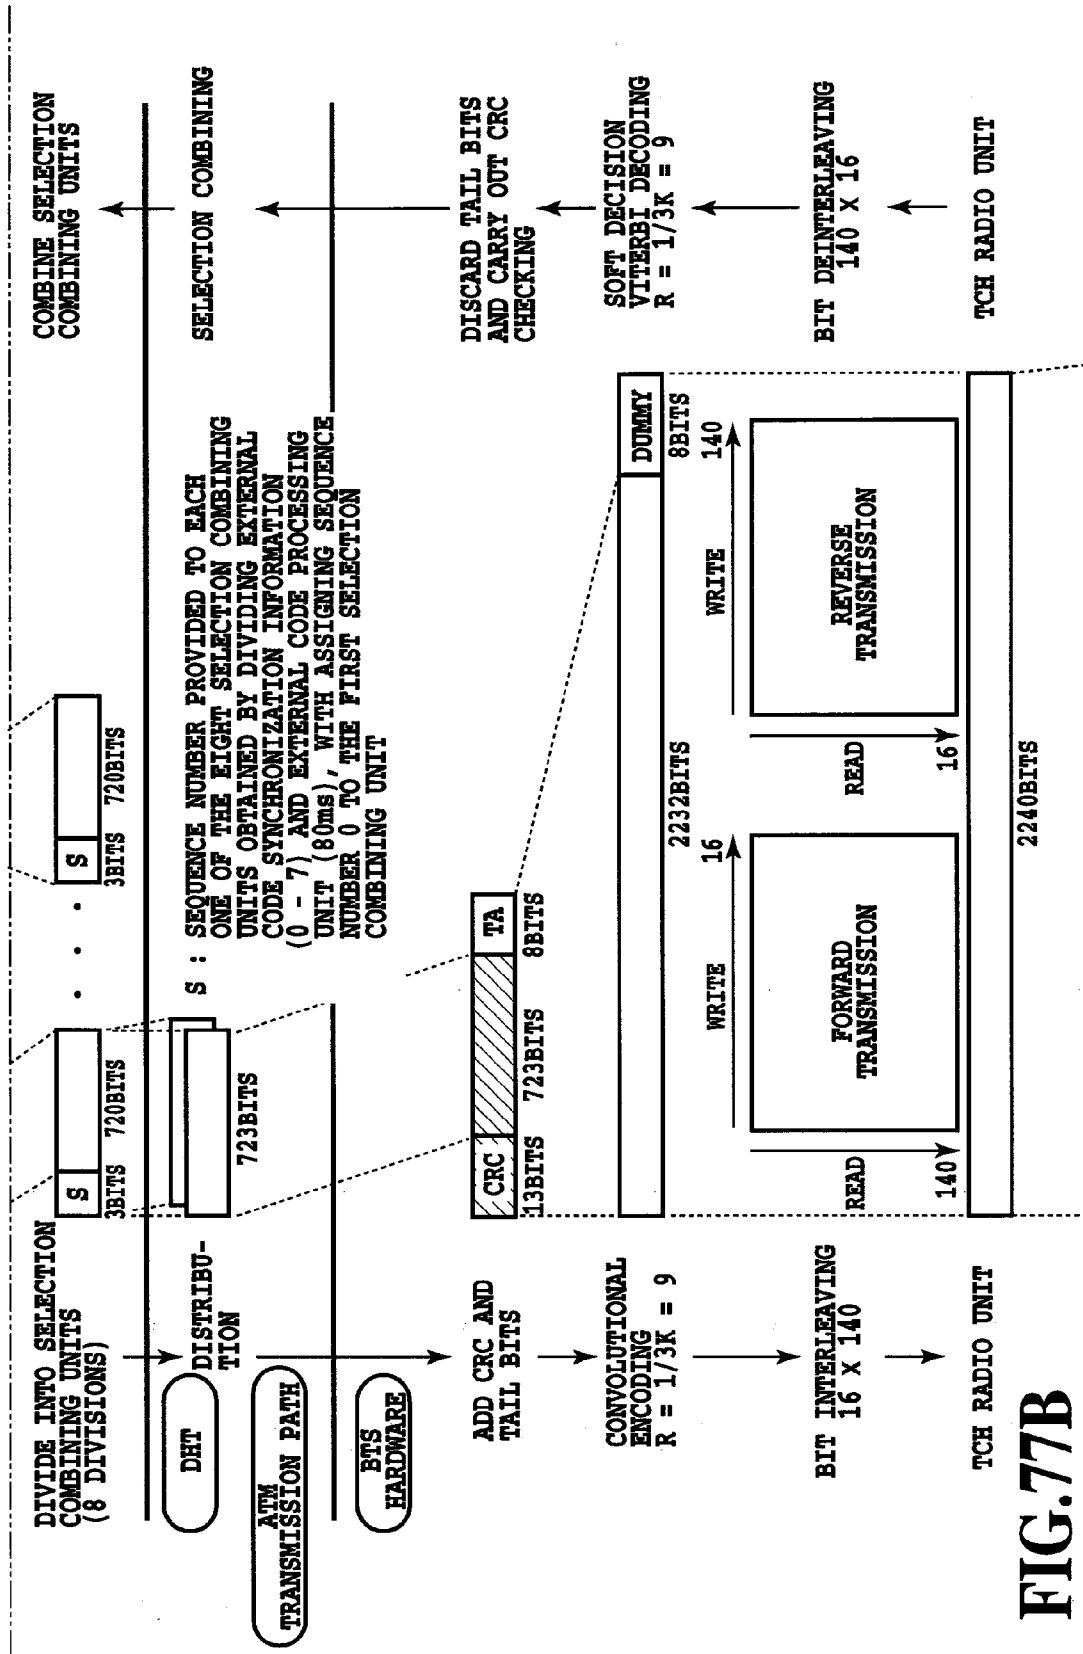 DIVIDE INTO SELECTION
COMBINING UNITS
(8 DIVISIONS)
S
3BITS
720BITS
S
3BITS
720BITS
COMBINE SELECTION
COMBINING UNITS
DHT
DISTRIBU-
TION
723BITS
S : SEQUENCE NUMBER PROVIDED TO EACH
ONE OF THE EIGHT SELECTION COMBINING
UNITS OBTAINED BY DIVIDING EXTERNAL
CODE SYNCHRONIZATION INFORMATION
(0 - 7) AND EXTERNAL CODE PROCESSING
UNIT (80ms), WITH ASSIGNING SEQUENCE
NUMBER 0 TO THE FIRST SELECTION
COMBINING UNIT
SELECTION COMBINING
ATM
TRANSMISSION PATH
BTS
HARDWARE
ADD CRC AND
TAIL BITS
CRC
TA
13BITS
723BITS
8BITS
DISCARD TAIL BITS
AND CARRY OUT CRC
CHECKING
CONVOLUTIONAL
ENCODING
R = 1/3K = 9
DUMMY
2232BITS
8BITS
SOFT DECISION
VITERBI DECODING
R = 1/3K = 9
BIT INTERLEAVING
16 X 140
WRITE
16
READ
140
FORWARD
TRANSMISSION
WRITE
140
READ
16
REVERSE
TRANSMISSION
BIT DEINTERLEAVING
140 X 16
TCH RADIO UNIT
2240BITS
TCH RADIO UNIT
FIG.77B